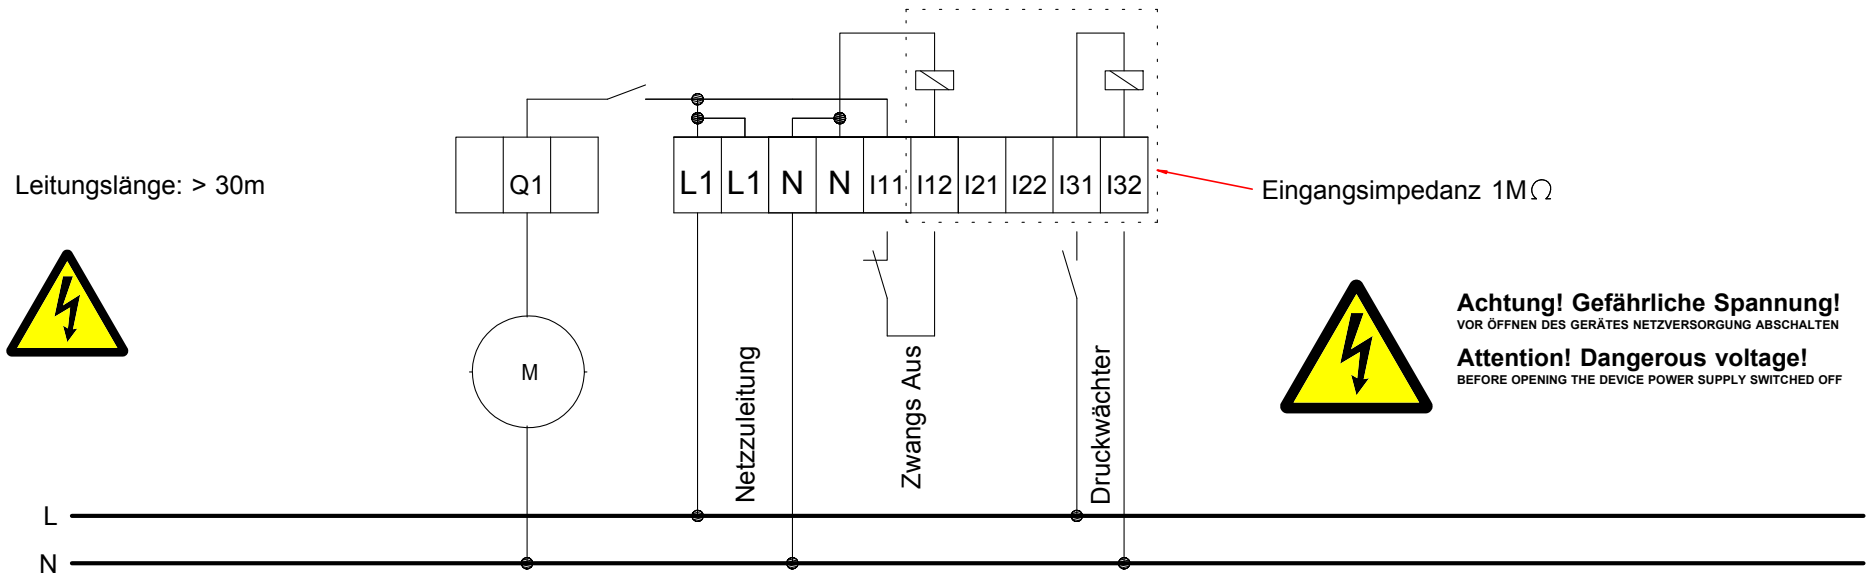 Leitungslänge: > 30m
Q1
L1 L1 N N I11 I12 I21 I22 I31 I32
Eingangsimpedanz 1MΩ
M
Netzzuleitung
Zwangs Aus
Druckwächter
Achtung! Gefährliche Spannung!
VOR ÖFFNEN DES GERÄTES NETZVERSORGUNG ABSCHALTEN
Attention! Dangerous voltage!
BEFORE OPENING THE DEVICE POWER SUPPLY SWITCHED OFF
L
N